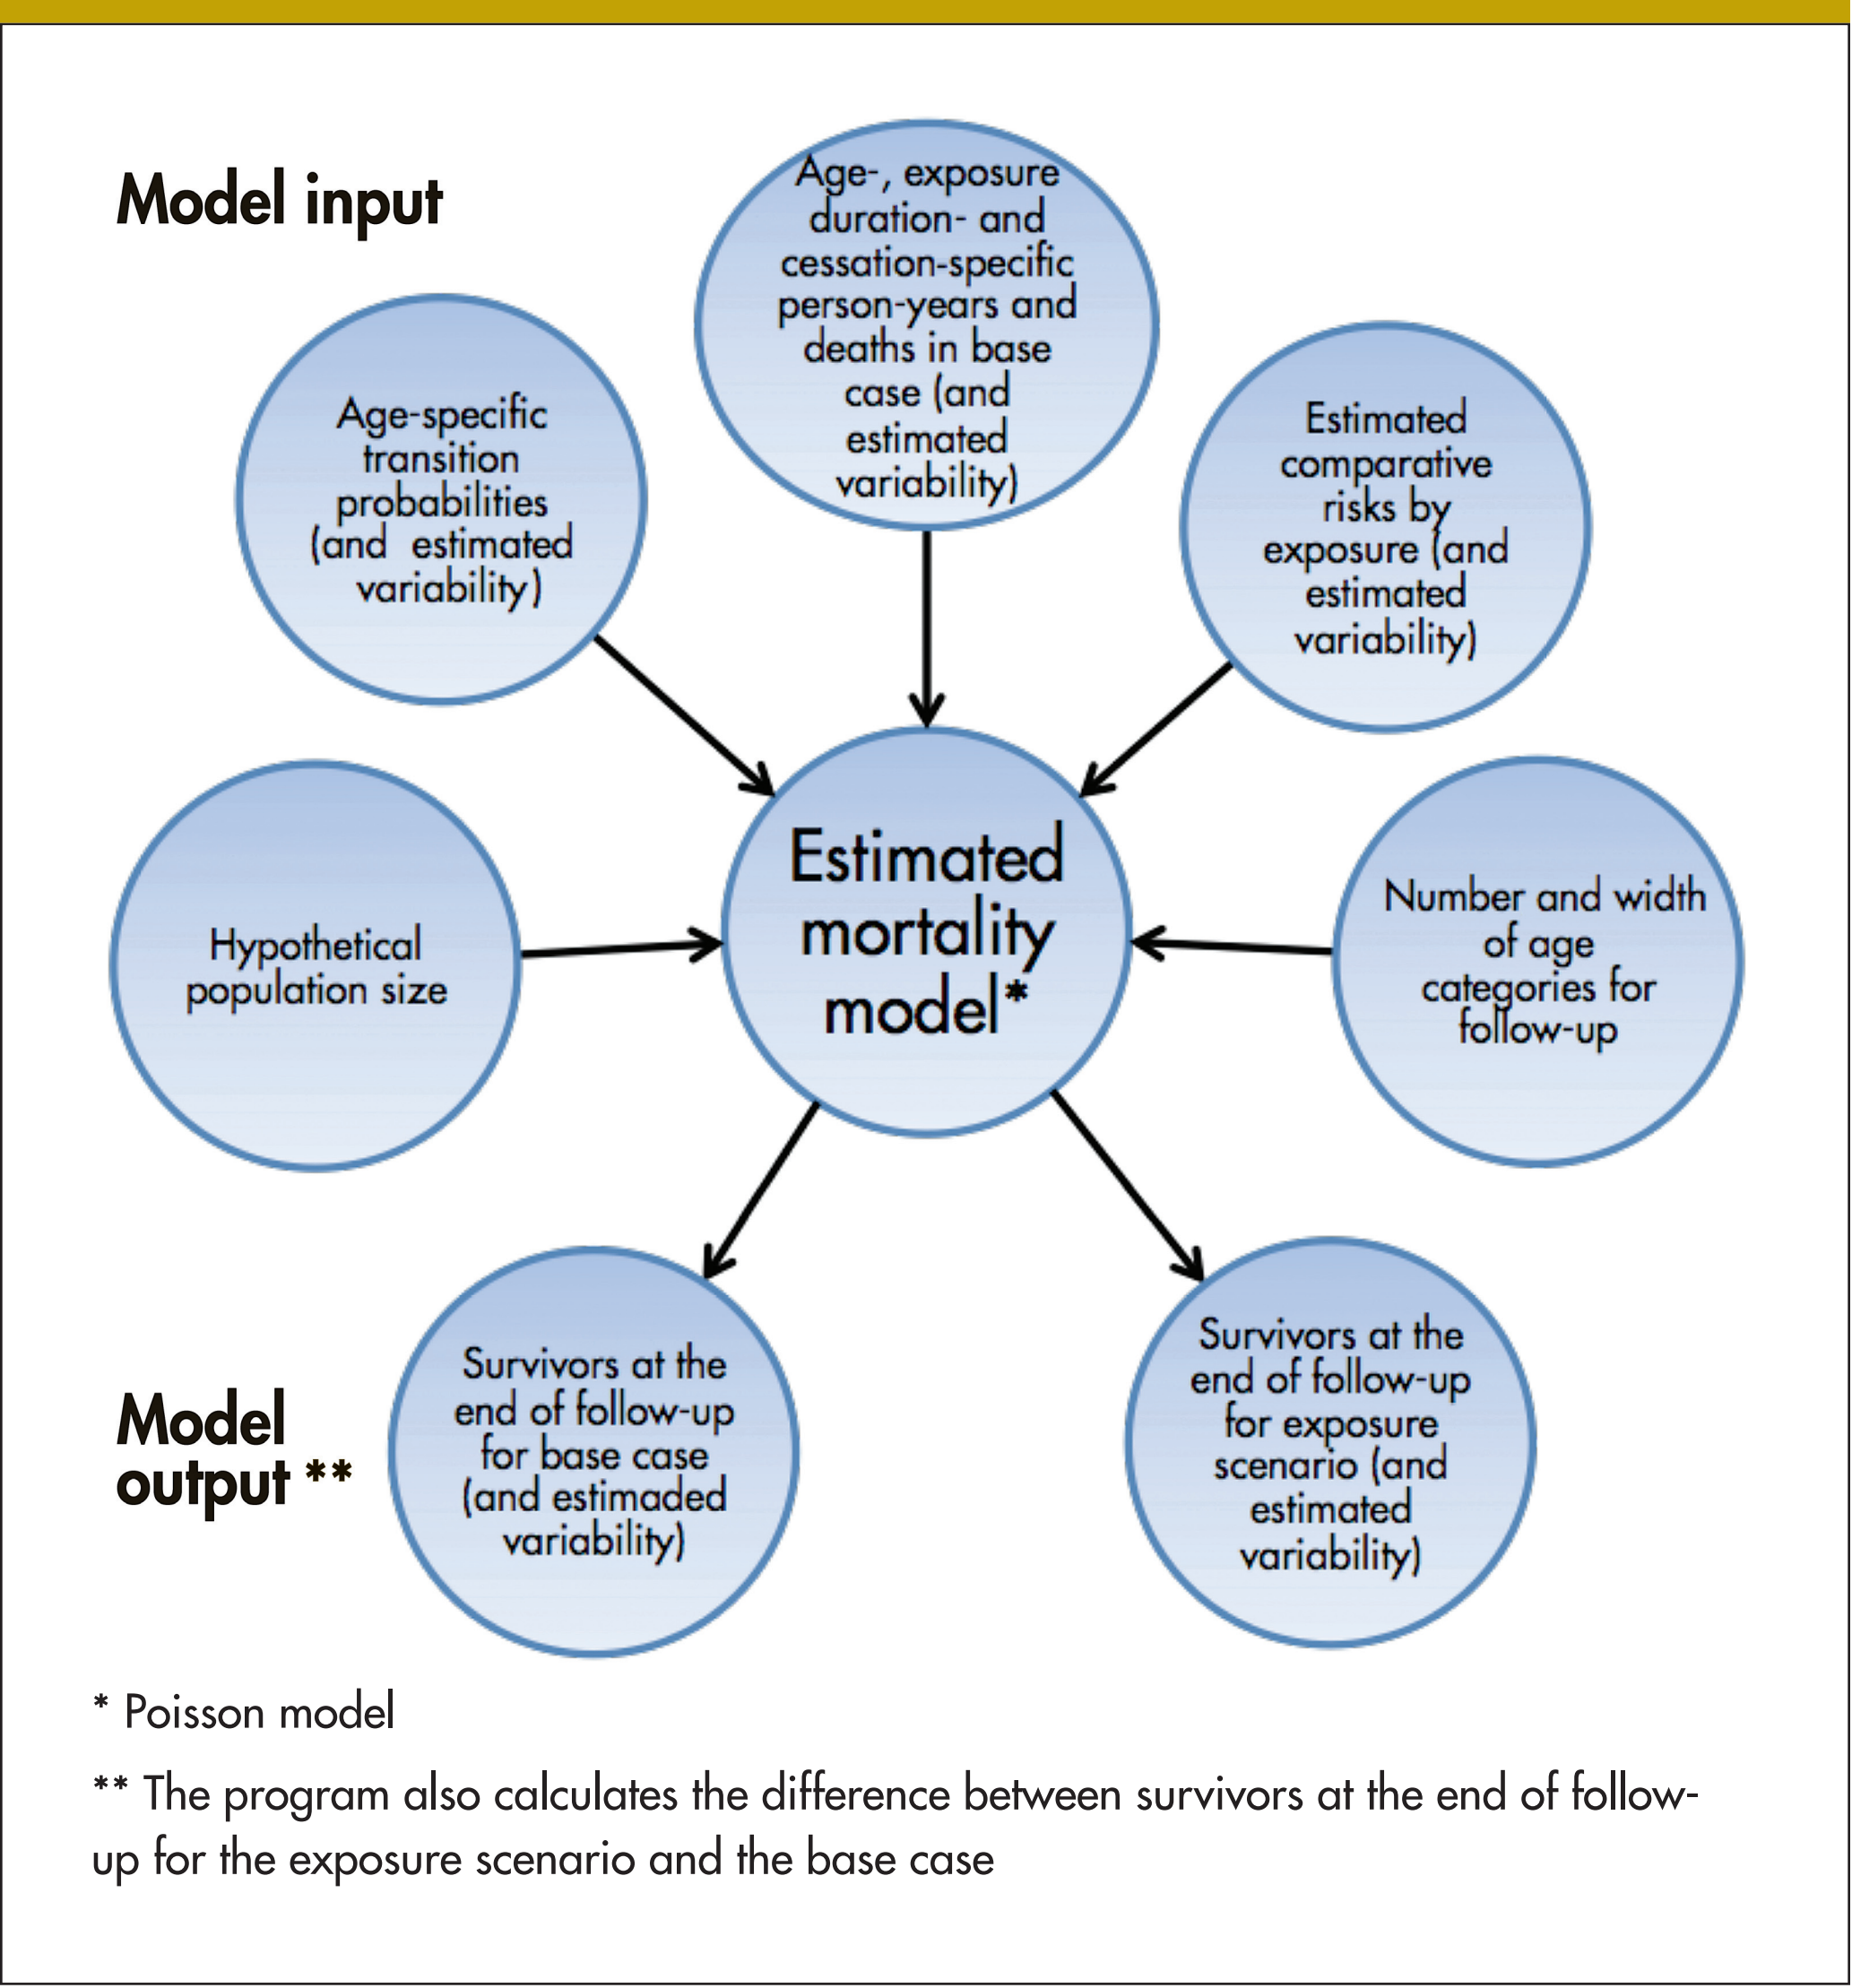 Model input
Age-, exposure
duration- and
cessation-specific
person-years and
deaths in base
case (and
estimated
variability)
Age-specific
transition
probabilities
(and estimated
variability)
Estimated
comparative
risks by
exposure (and
estimated
variability)
Hypothetical
population size
Estimated
mortality
model*
Number and width
of age
categories for
follow-up
Model
output **
Survivors at the
end of follow-up
for base case
(and estimaded
variability)
Survivors at the
end of follow-up
for exposure
scenario (and
estimated
variability)
* Poisson model
** The program also calculates the difference between survivors at the end of follow-
up for the exposure scenario and the base case